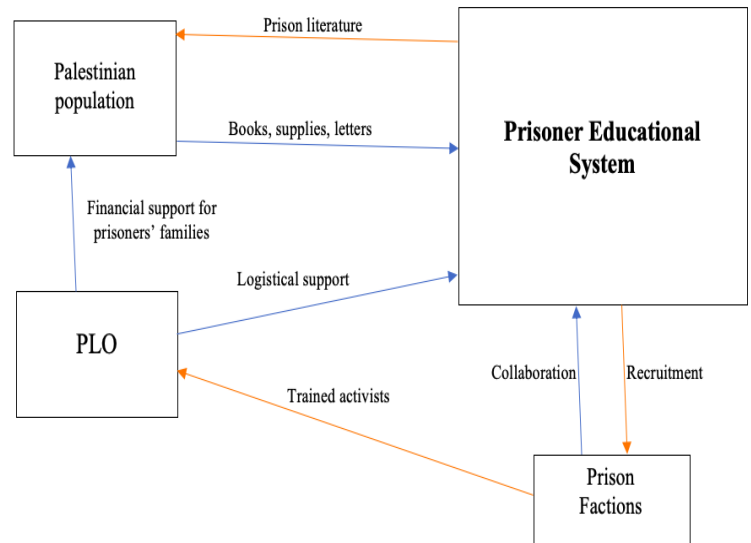 Prison literature
Palestinian
population
Prisoner Educational
System
Books, supplies, letters
Financial support for
prisoners’ families
Logistical support
PLO
Collaboration
Recruitment
Trained activists
Prison
Factions